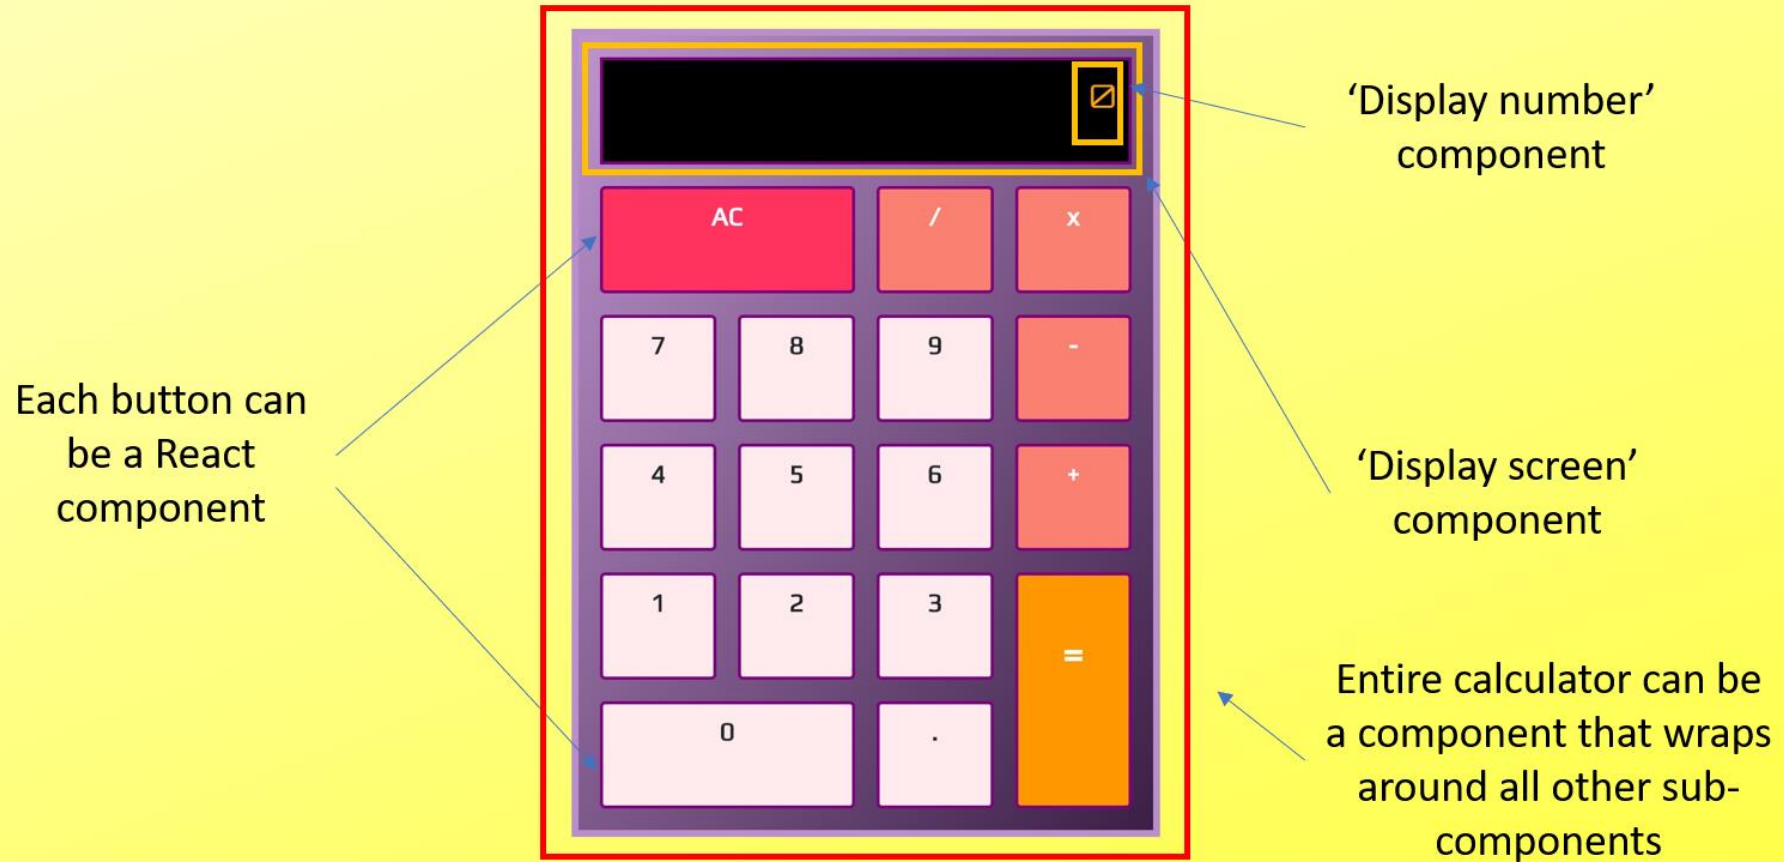 ‘Display number’
component
AC / x
7 8 9 -
Each button can
be a React
component
4 5 6 +
‘Display screen’
component
1 2 3 =
0 .
Entire calculator can be
a component that wraps
around all other sub-
components